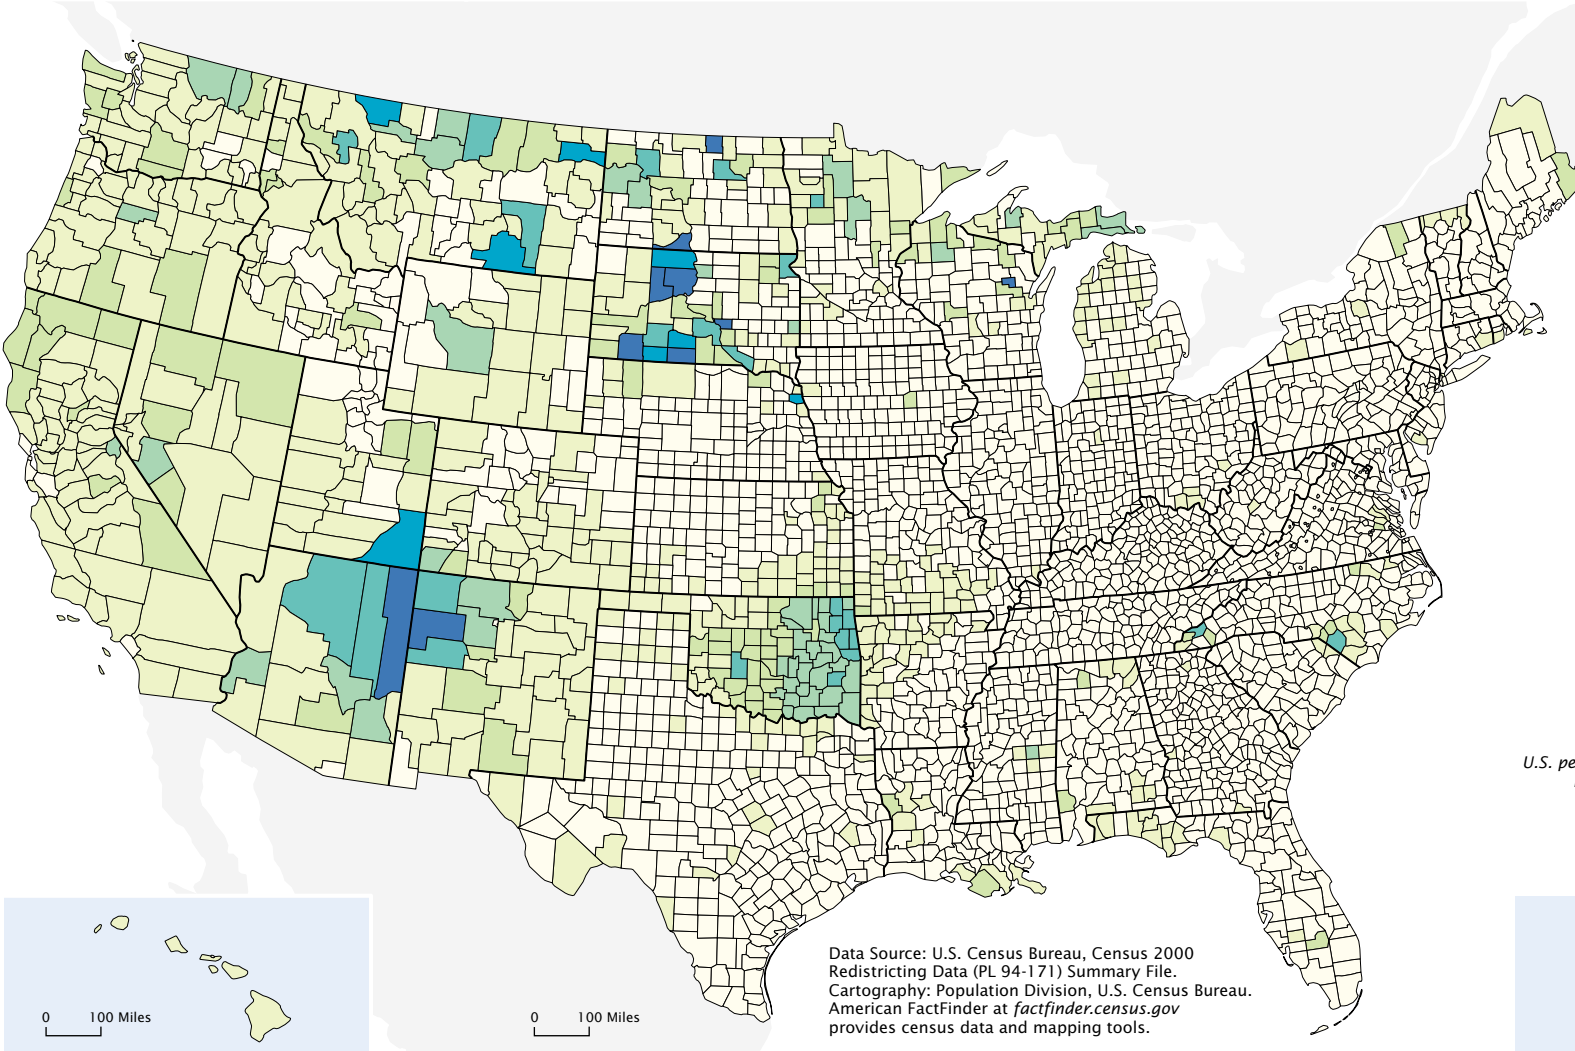 U.S. pe
Data Source: U.S. Census Bureau, Census 2000
Redistricting Data (PL 94-171) Summary File.
Cartography: Population Division, U.S. Census Bureau.
American FactFinder at factfinder.census.gov
provides census data and mapping tools.
0 100 Miles
0 100 Miles